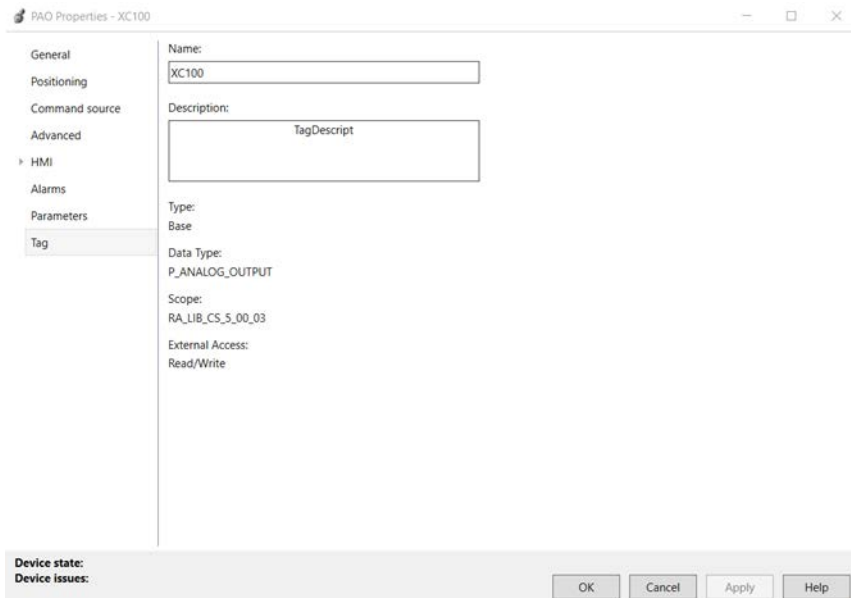 PAO Properties - XC100
General
Positioning
Command source
Advanced
HMI
Alarms
Parameters
Tag
Name:
XC100
Description:
TagDescript
Type:
Base
Data Type:
P_ANALOG_OUTPUT
Scope:
RA_LIB_CS_5_00_03
External Access:
Read/Write
Device state:
Device issues:
OK Cancel Apply Help